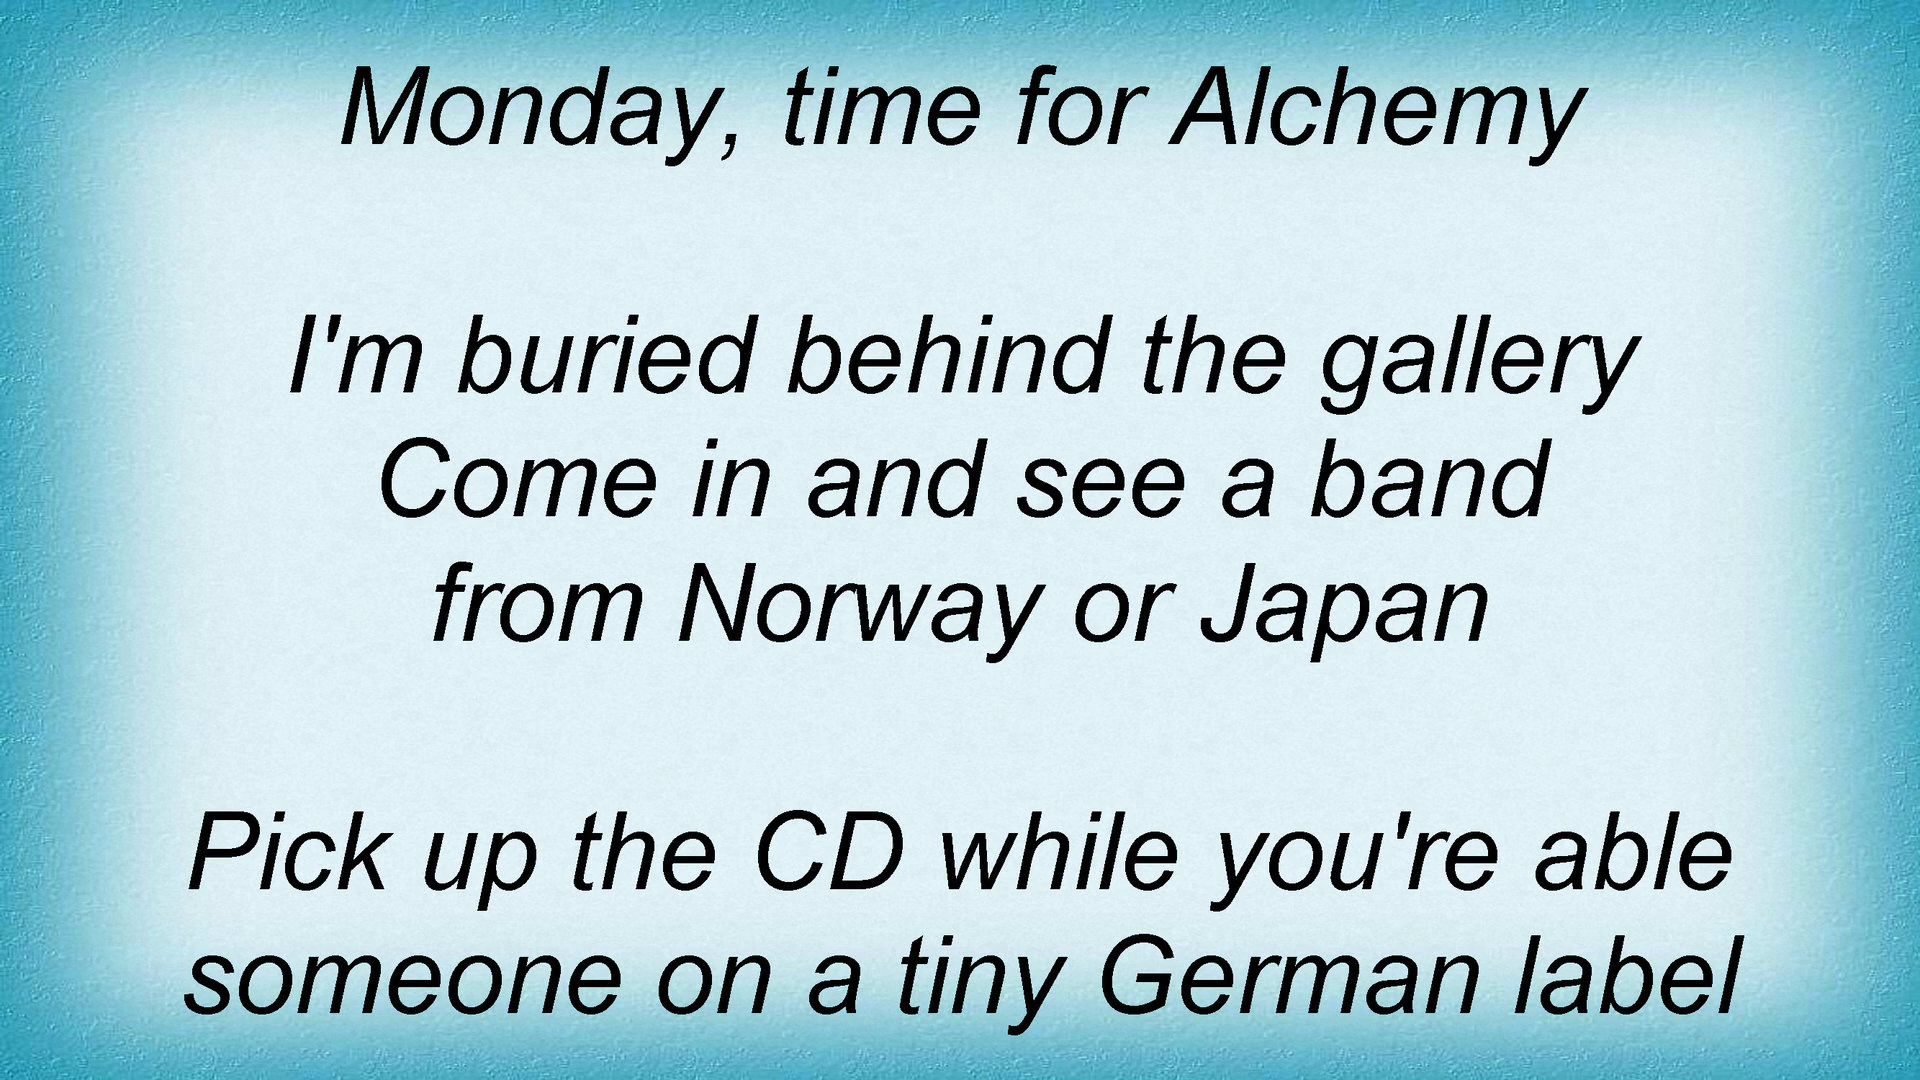 Monday, time for Alchemy
I'm buried behind the gallery
Come in and see a band
from Norway or Japan
Pick up the CD while you're able
someone on a tiny German label